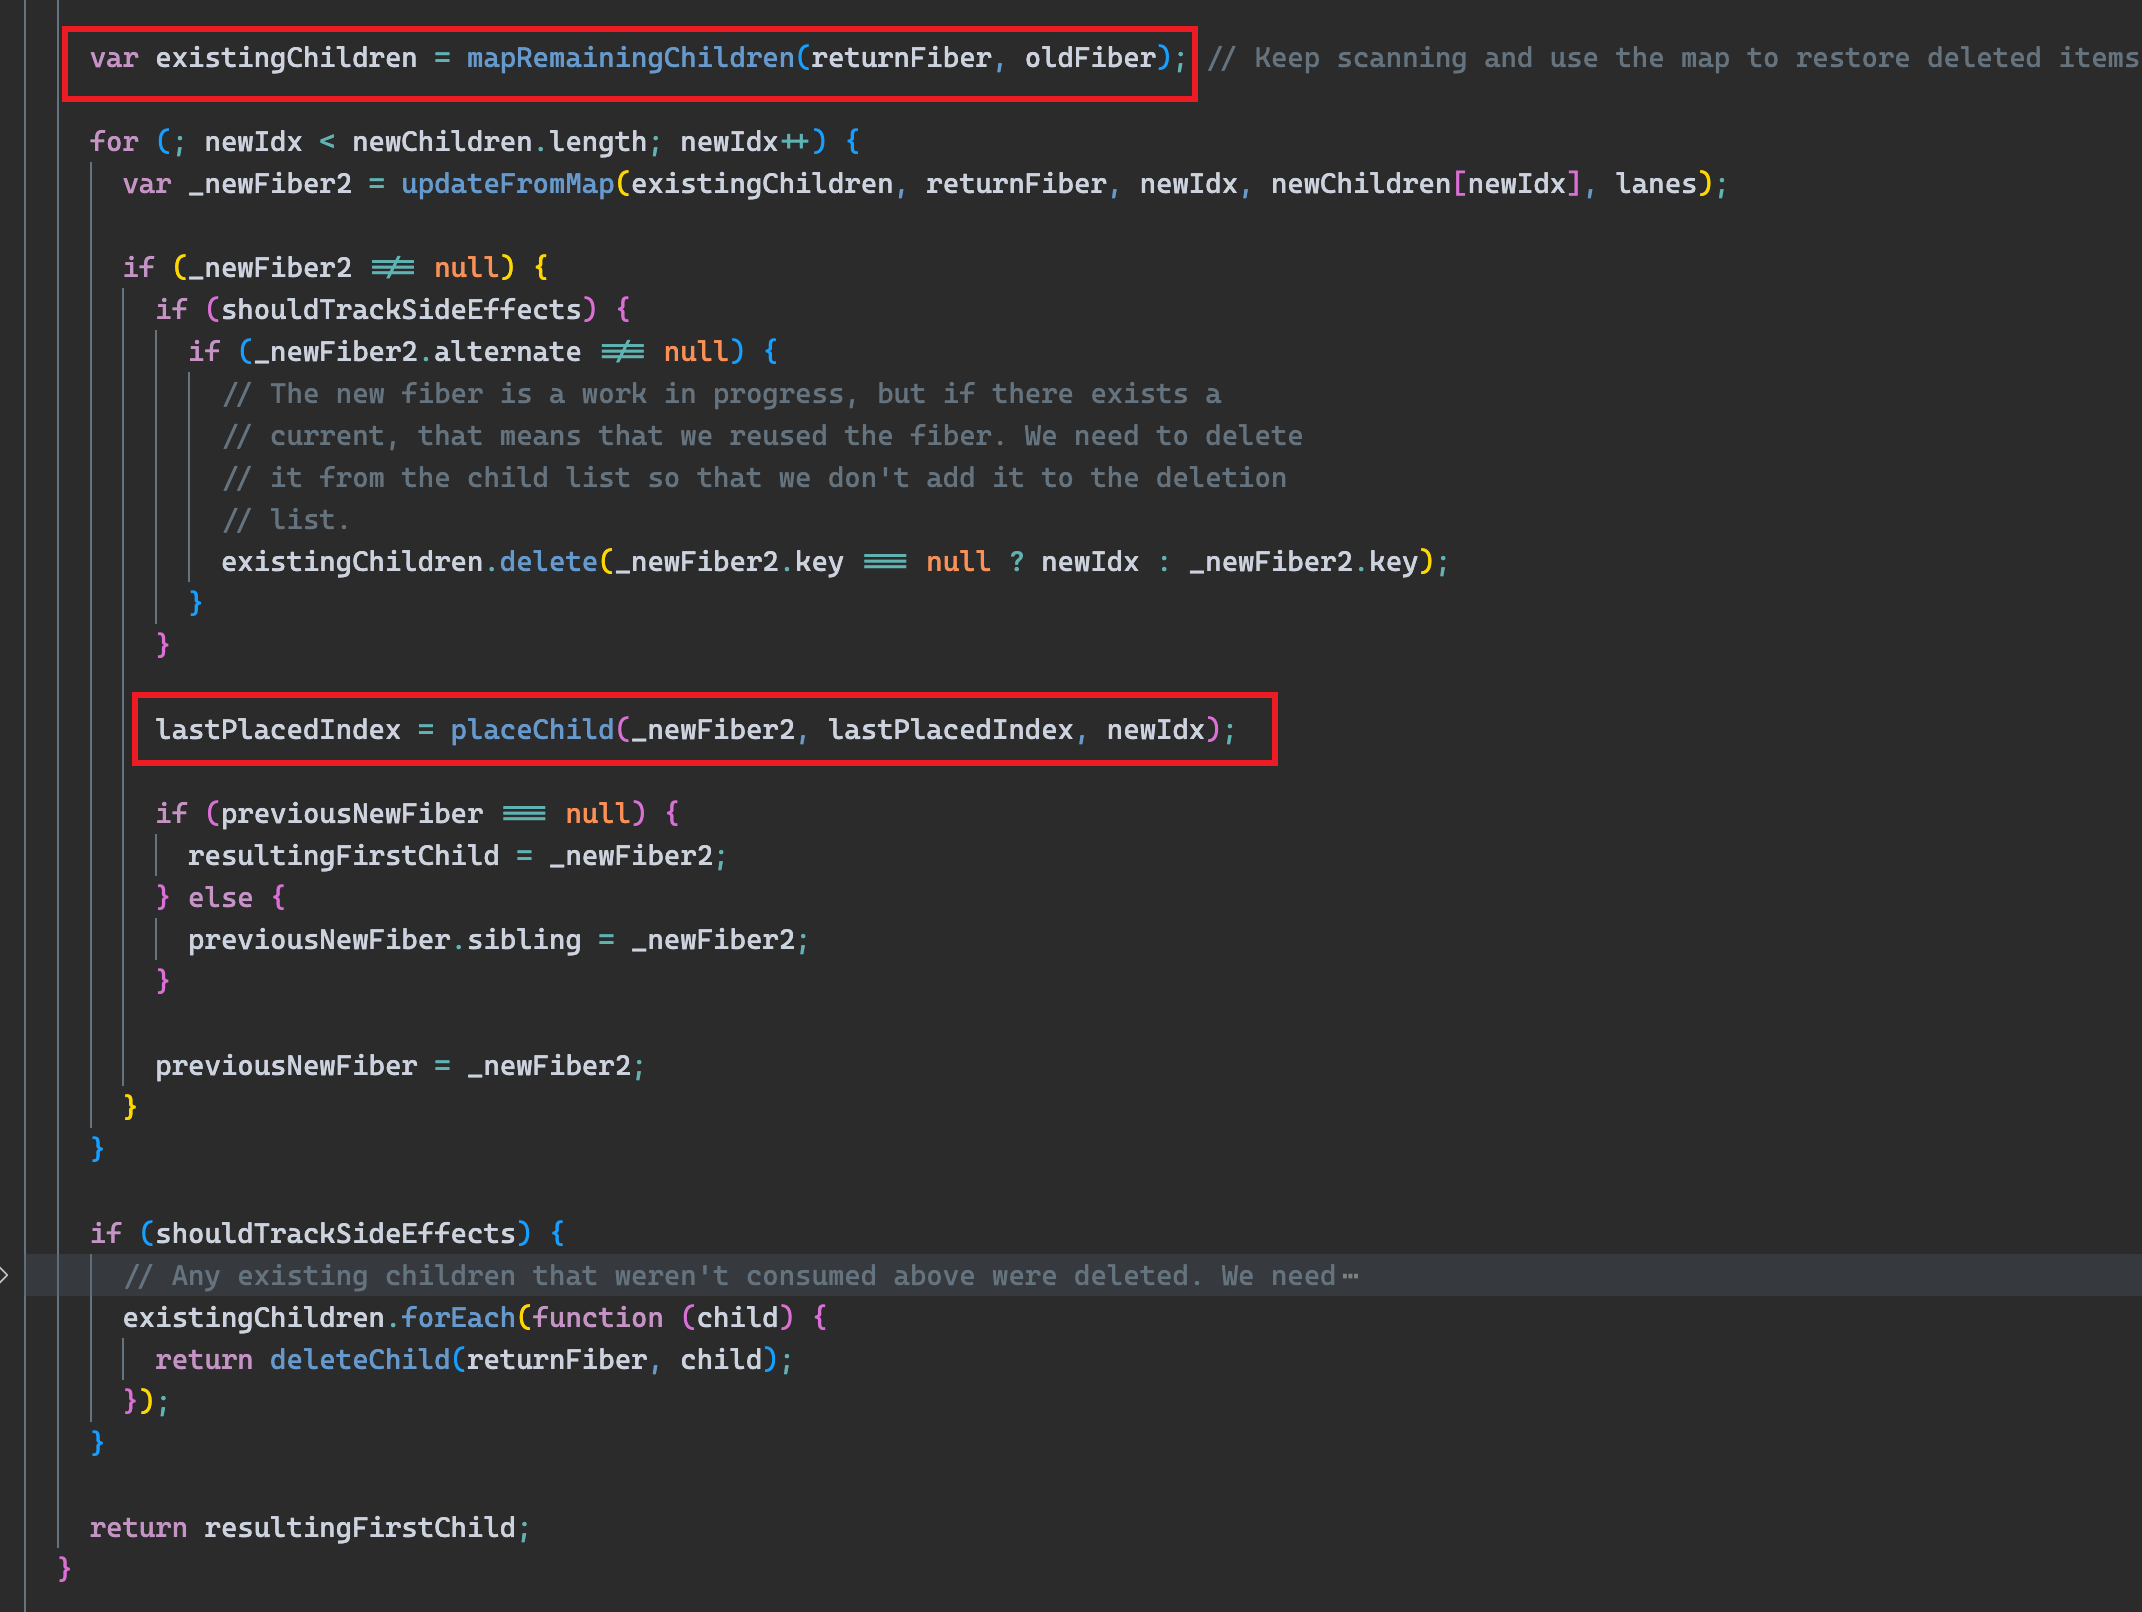 var existingChildren = mapRemainingChildren(returnFiber, oldFiber); // Keep scanning and use the map to restore deleted items
for (; newIdx < newChildren.length; newIdx++) {
var _newFiber2 = updateFromMap(existingChildren, returnFiber, newIdx, newChildren[newIdx], lanes);
if (_newFiber2 !== null) {
if (shouldTrackSideEffects) {
if (_newFiber2.alternate !== null) {
// The new fiber is a work in progress, but if there exists a
// current, that means that we reused the fiber. We need to delete
// it from the child list so that we don't add it to the deletion
// list.
existingChildren.delete(_newFiber2.key === null ? newIdx : _newFiber2.key);
}
}
lastPlacedIndex = placeChild(_newFiber2, lastPlacedIndex, newIdx);
if (previousNewFiber === null) {
resultingFirstChild = _newFiber2;
} else {
previousNewFiber.sibling = _newFiber2;
}
previousNewFiber = _newFiber2;
}
}
if (shouldTrackSideEffects) {
// Any existing children that weren't consumed above were deleted. We need⋯
existingChildren.forEach(function (child) {
return deleteChild(returnFiber, child);
});
}
return resultingFirstChild;
}